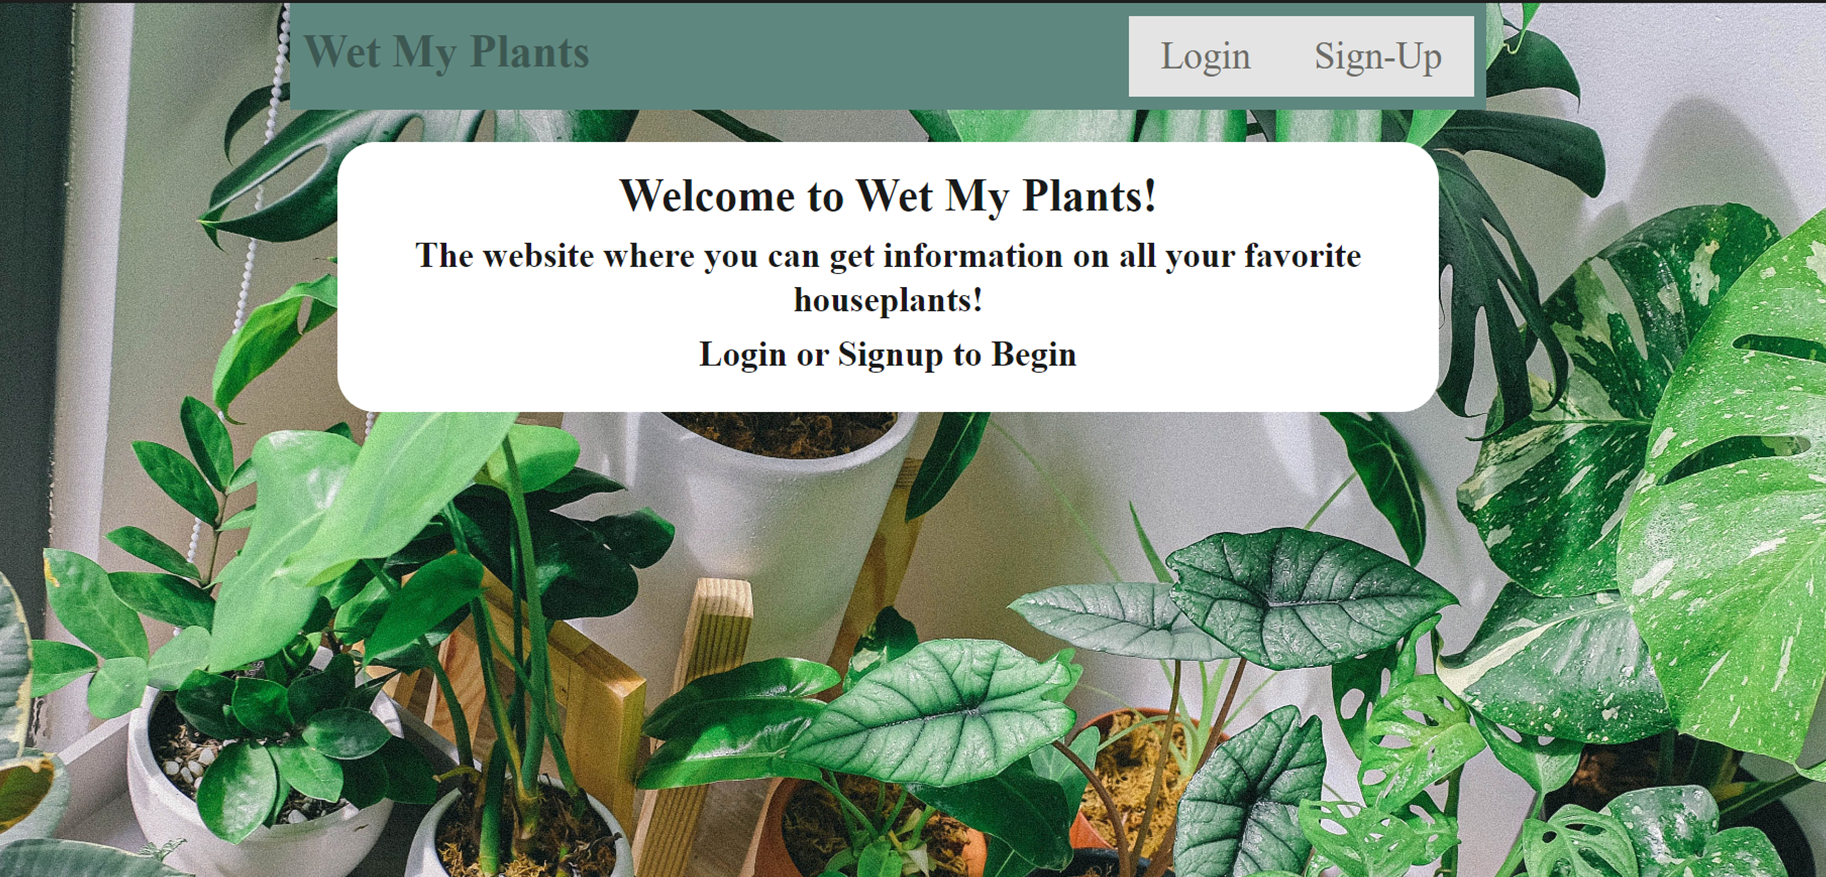 Wet My Plants
Login Sign-Up
Welcome to Wet My Plants!
The website where you can get information on all your favorite
houseplants!
Login or Signup to Begin